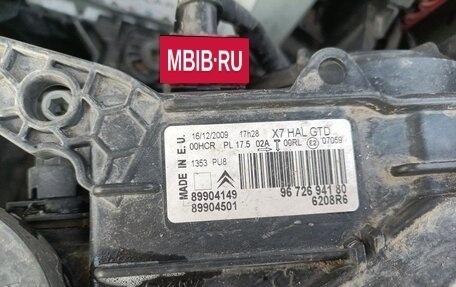 MBIB·RU
16/12/2009 17h28 X7 HAL GTD
00HCR PL 17.5 02A 00RL E2 07059
1353 PU8
MADE IN E.U.
89904149
89904501
96 726 941 80
6208R6